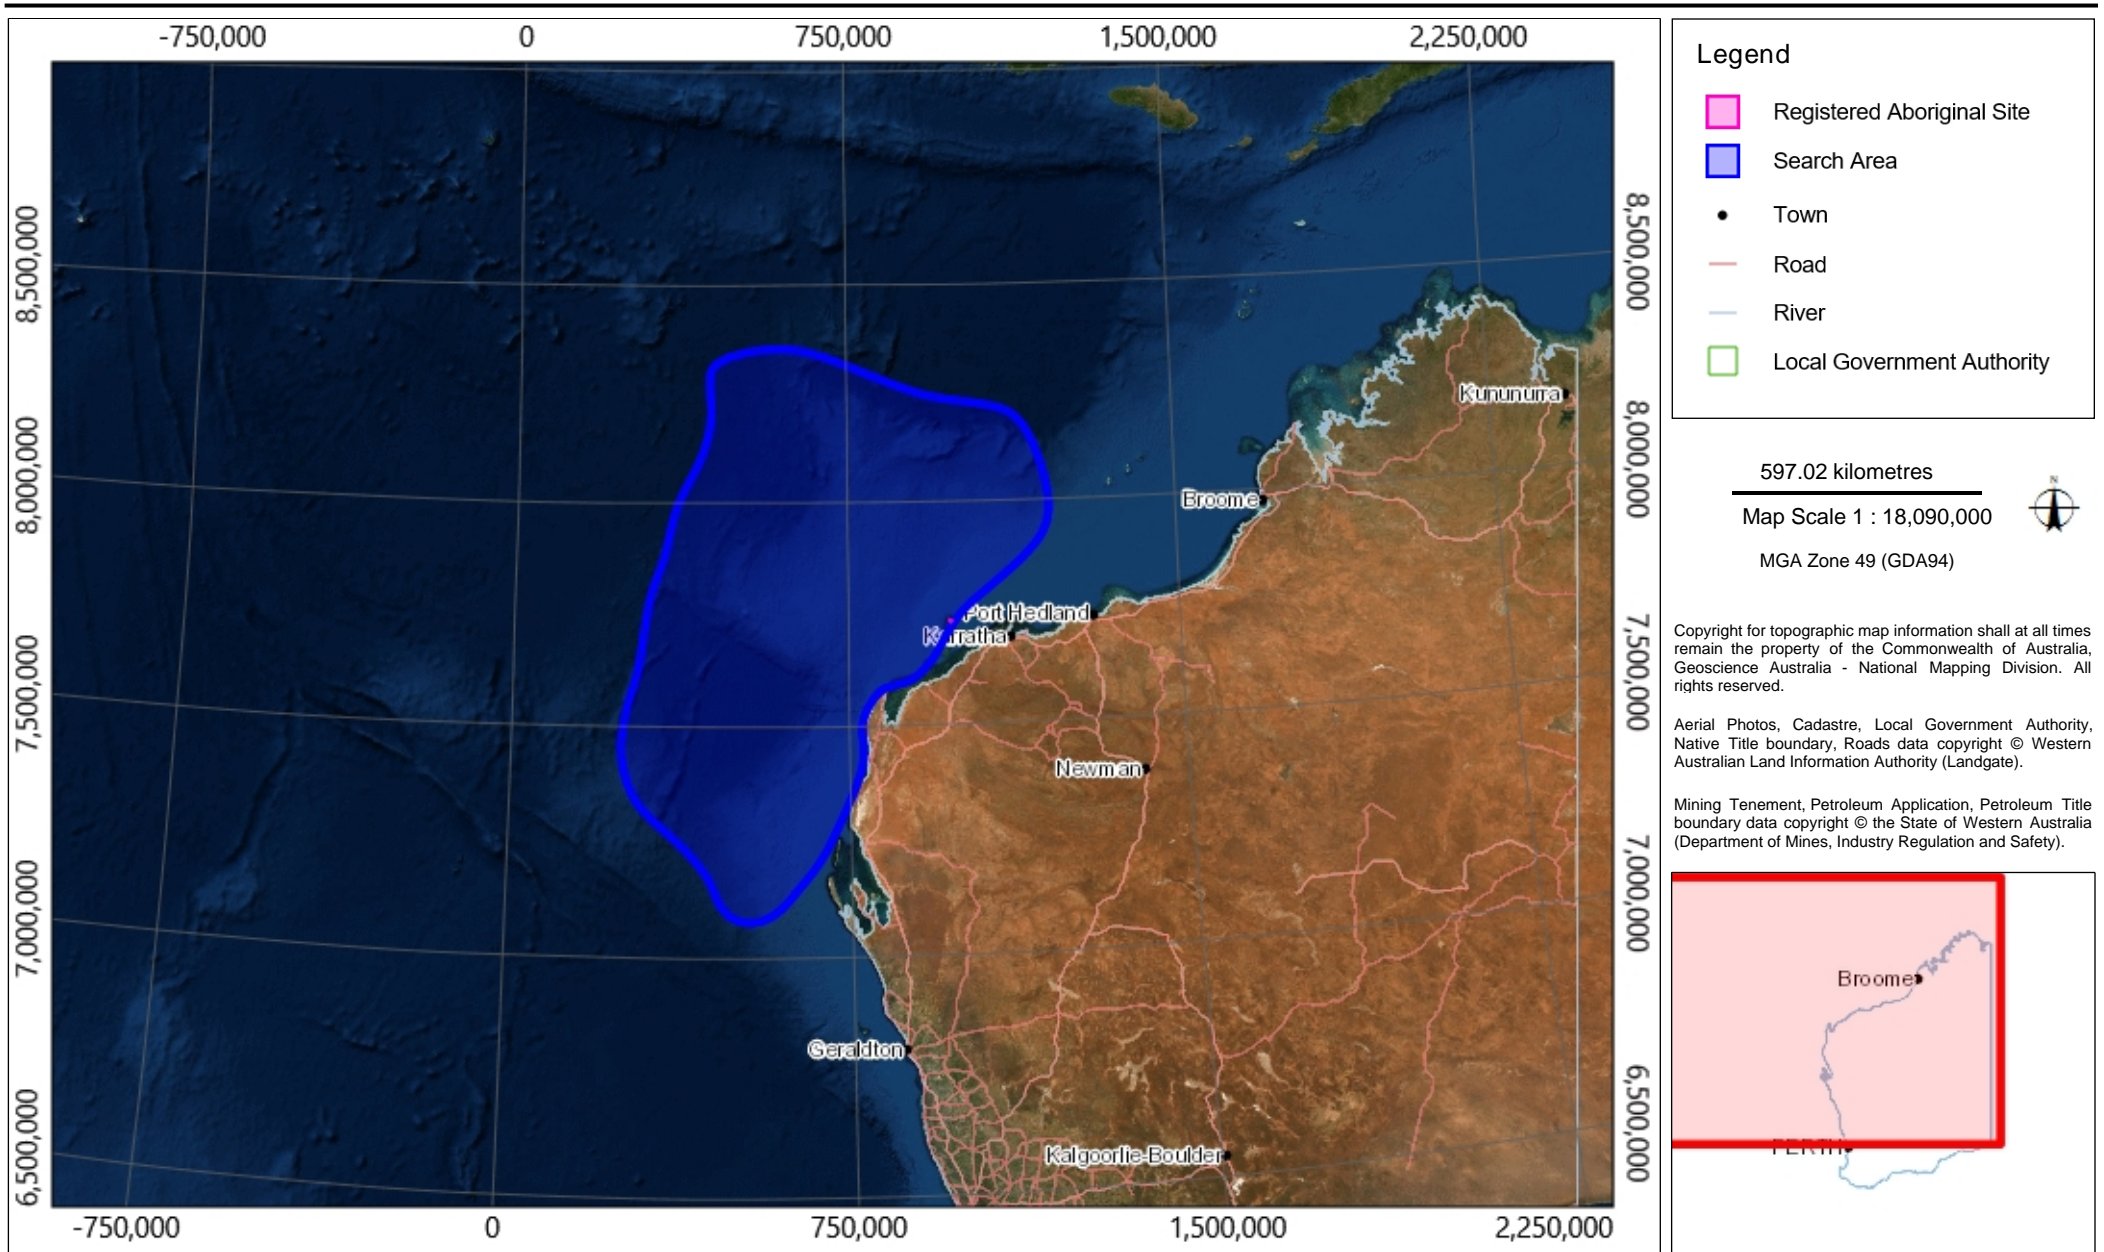 -750,000
0
750,000
1,500,000
2,250,000
8,500,000
8,000,000
7,500,000
7,000,000
6,500,000
8,500,000
8,000,000
7,500,000
7,000,000
6,500,000
Kununurra
Broome
Port Hedland
Karratha
Newman
Geraldton
Kalgoorlie-Boulder
-750,000
0
750,000
1,500,000
2,250,000
Legend
Registered Aboriginal Site
Search Area
Town
Road
River
Local Government Authority
597.02 kilometres
Map Scale 1 : 18,090,000
MGA Zone 49 (GDA94)
N
Copyright for topographic map information shall at all times
remain the property of the Commonwealth of Australia,
Geoscience Australia - National Mapping Division. All
rights reserved.
Aerial Photos, Cadastre, Local Government Authority,
Native Title boundary, Roads data copyright © Western
Australian Land Information Authority (Landgate).
Mining Tenement, Petroleum Application, Petroleum Title
boundary data copyright © the State of Western Australia
(Department of Mines, Industry Regulation and Safety).
Broome
PERTH